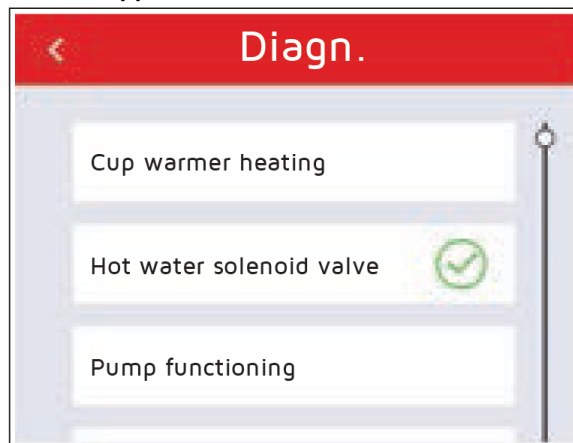 Diagn.
Cup warmer heating
Hot water solenoid valve
Pump functioning